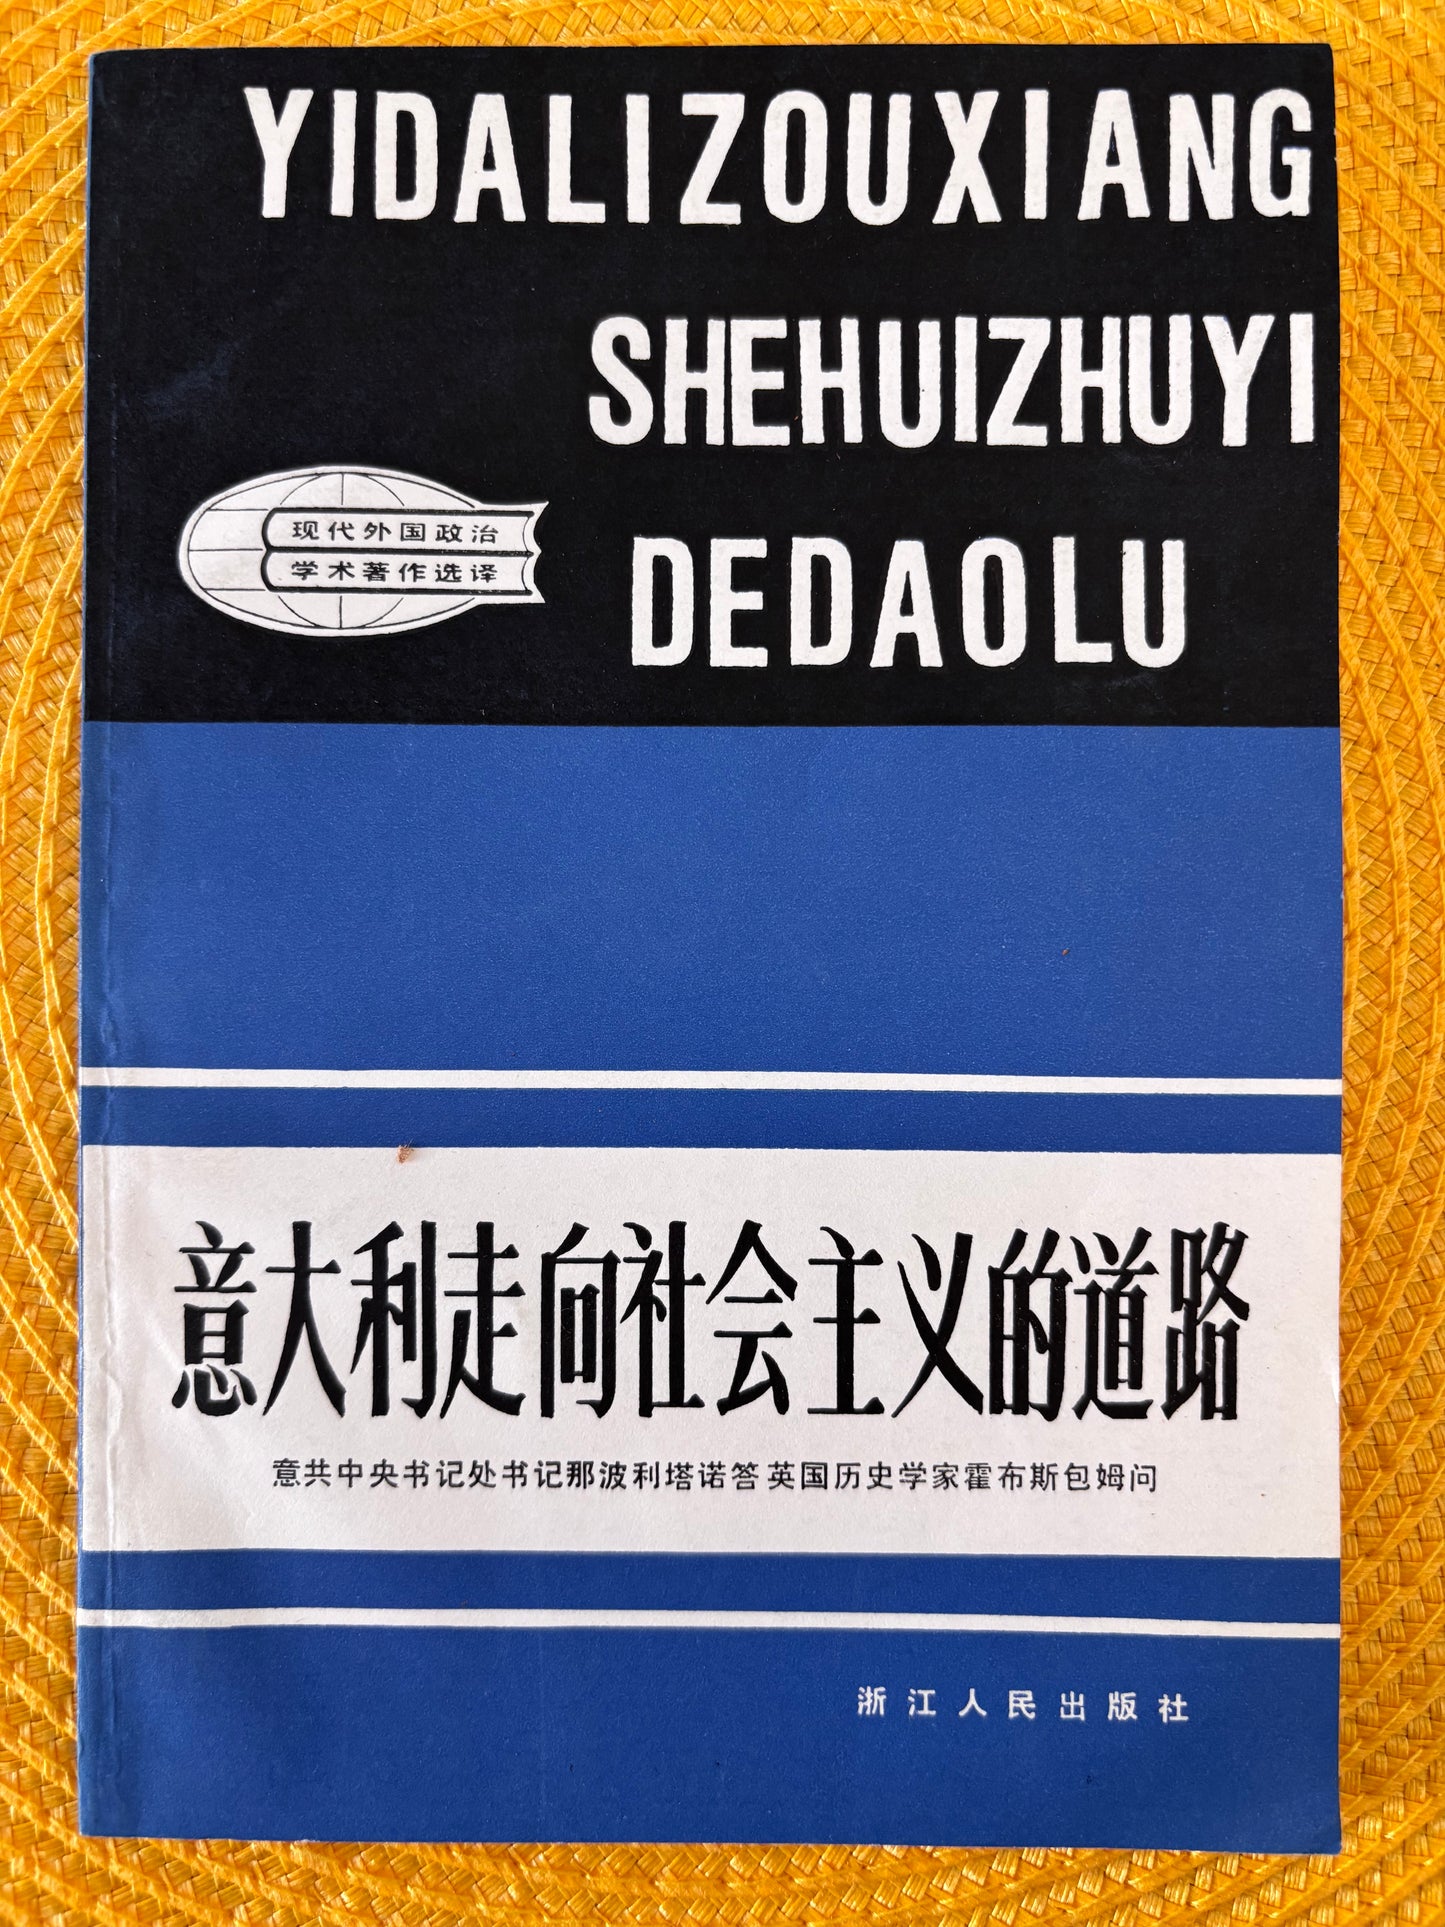 YIDALIZOUXIANG
SHEHUIZHUYI
现代外国政治
学术著作选译
DEDAOLU
意大利走向社会主义的道路
意共中央书记处书记那波利塔诺答英国历史学家霍布斯包姆问
浙江人民出版社